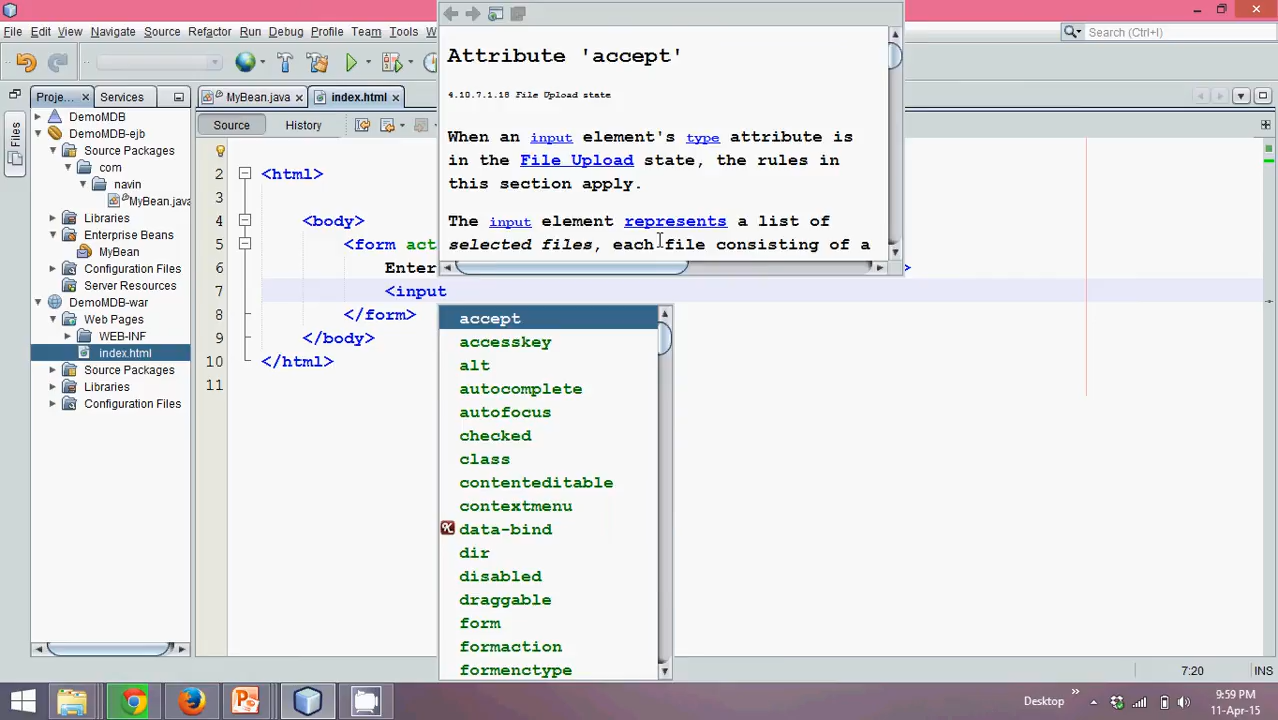 File Edit View Navigate Source Refactor Run Debug Profile Team Tools W
Search (Ctrl+I)
Attribute 'accept'
4.10.7.1.18 File Upload state
When an input element's type attribute is
in the File Upload state, the rules in
this section apply.
The input element represents a list of
selected files, each file consisting of a
Proje... Services
MyBean.java index.html
Files
Source History
DemoMDB
DemoMDB-ejb
Source Packages
com
navin
MyBean.java
Libraries
Enterprise Beans
MyBean
Configuration Files
Server Resources
DemoMDB-war
Web Pages
WEB-INF
index.html
Source Packages
Libraries
Configuration Files
2 <html>
3
4 <body>
5 <form act
6 Enter >
7 <input
8 </form>
9 </body>
10 </html>
11
accept
accesskey
alt
autocomplete
autofocus
checked
class
contenteditable
contextmenu
data-bind
dir
disabled
draggable
form
formaction
formenctype
7:20 INS
Desktop
9:59 PM
11-Apr-15